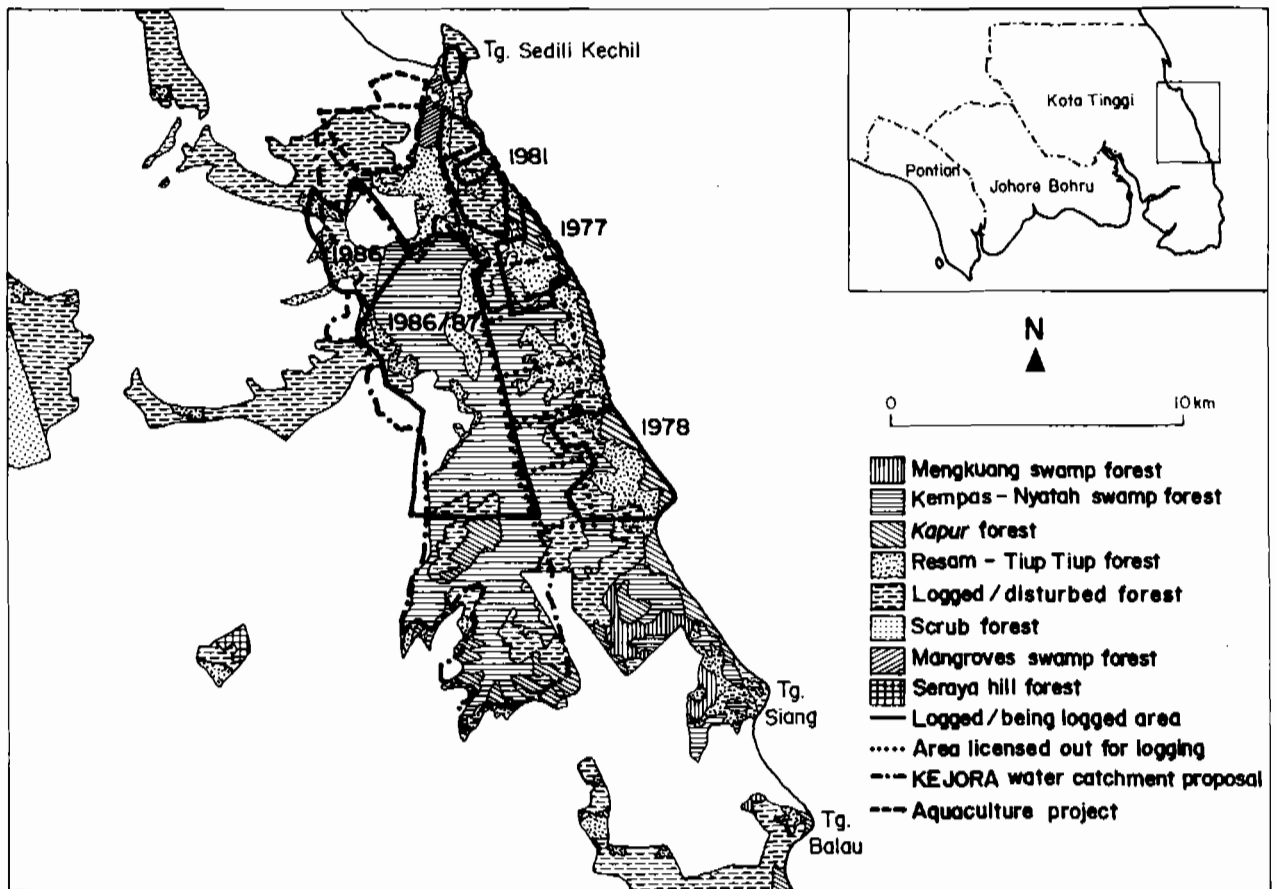 Tg. Sedili Kechil
1981
1977
1986
1986/87
1978
Tg.
Siang
Tg.
Balau
Kota Tinggi
Pontian
Johore Bohru
N
0 10 km
Mengkuang swamp forest
Kempas - Nyatah swamp forest
Kapur forest
Resam - Tiup Tiup forest
Logged/disturbed forest
Scrub forest
Mangroves swamp forest
Seraya hill forest
Logged/being logged area
Area licensed out for logging
KEJORA water catchment proposal
Aquaculture project